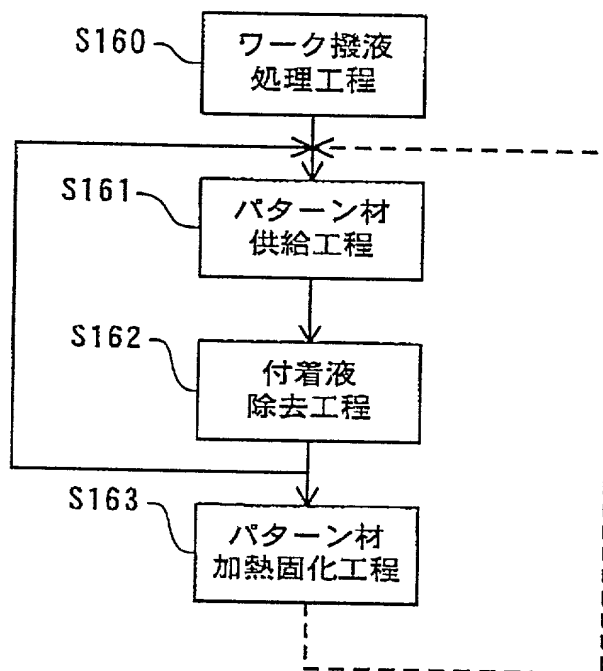 S160
ワーク撥液
処理工程
S161
パターン材
供給工程
S162
付着液
除去工程
S163
パターン材
加熱固化工程